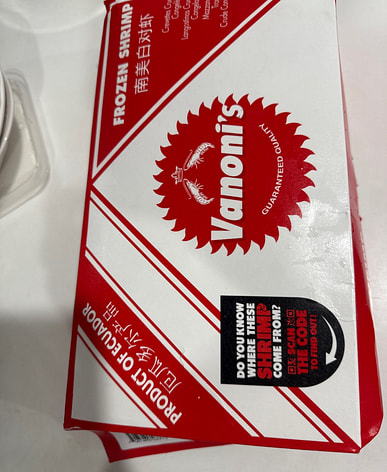 FROZEN SHRIMP
南美白对虾
Vanoni's
GUARANTEED QUALITY
DO YOU KNOW
WHERE THESE
SHRIMP
COME FROM?
SCAN
THE CODE
TO FIND OUT!
PRODUCT OF ECUADOR
厄瓜多尔产品